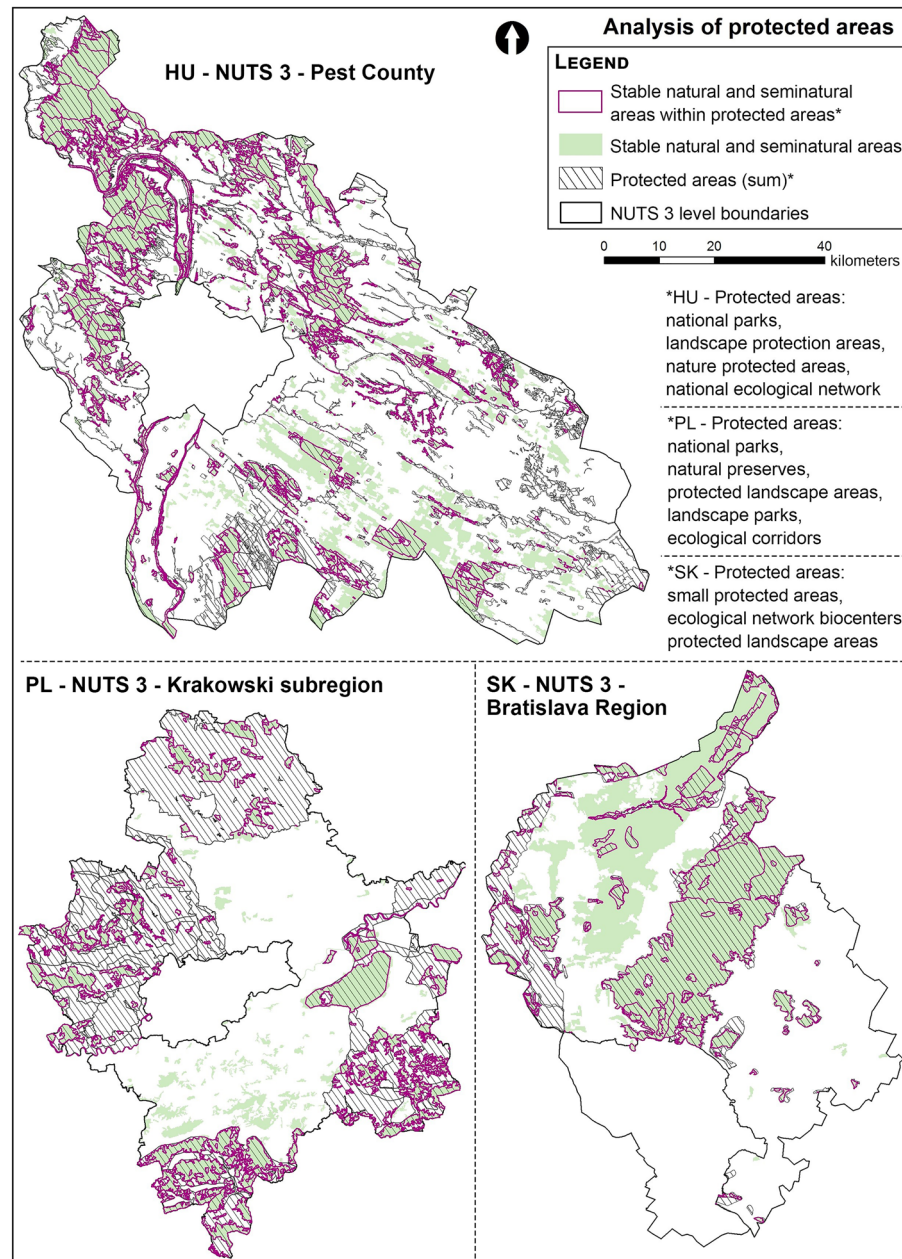 Analysis of protected areas
HU - NUTS 3 - Pest County
LEGEND
Stable natural and seminatural
areas within protected areas*
Stable natural and seminatural areas
Protected areas (sum)*
NUTS 3 level boundaries
0 10 20 40
kilometers
*HU - Protected areas:
national parks,
landscape protection areas,
nature protected areas,
national ecological network
*PL - Protected areas:
national parks,
natural preserves,
protected landscape areas,
landscape parks,
ecological corridors
*SK - Protected areas:
small protected areas,
ecological network biocenters
protected landscape areas
PL - NUTS 3 - Krakowski subregion
SK - NUTS 3 -
Bratislava Region